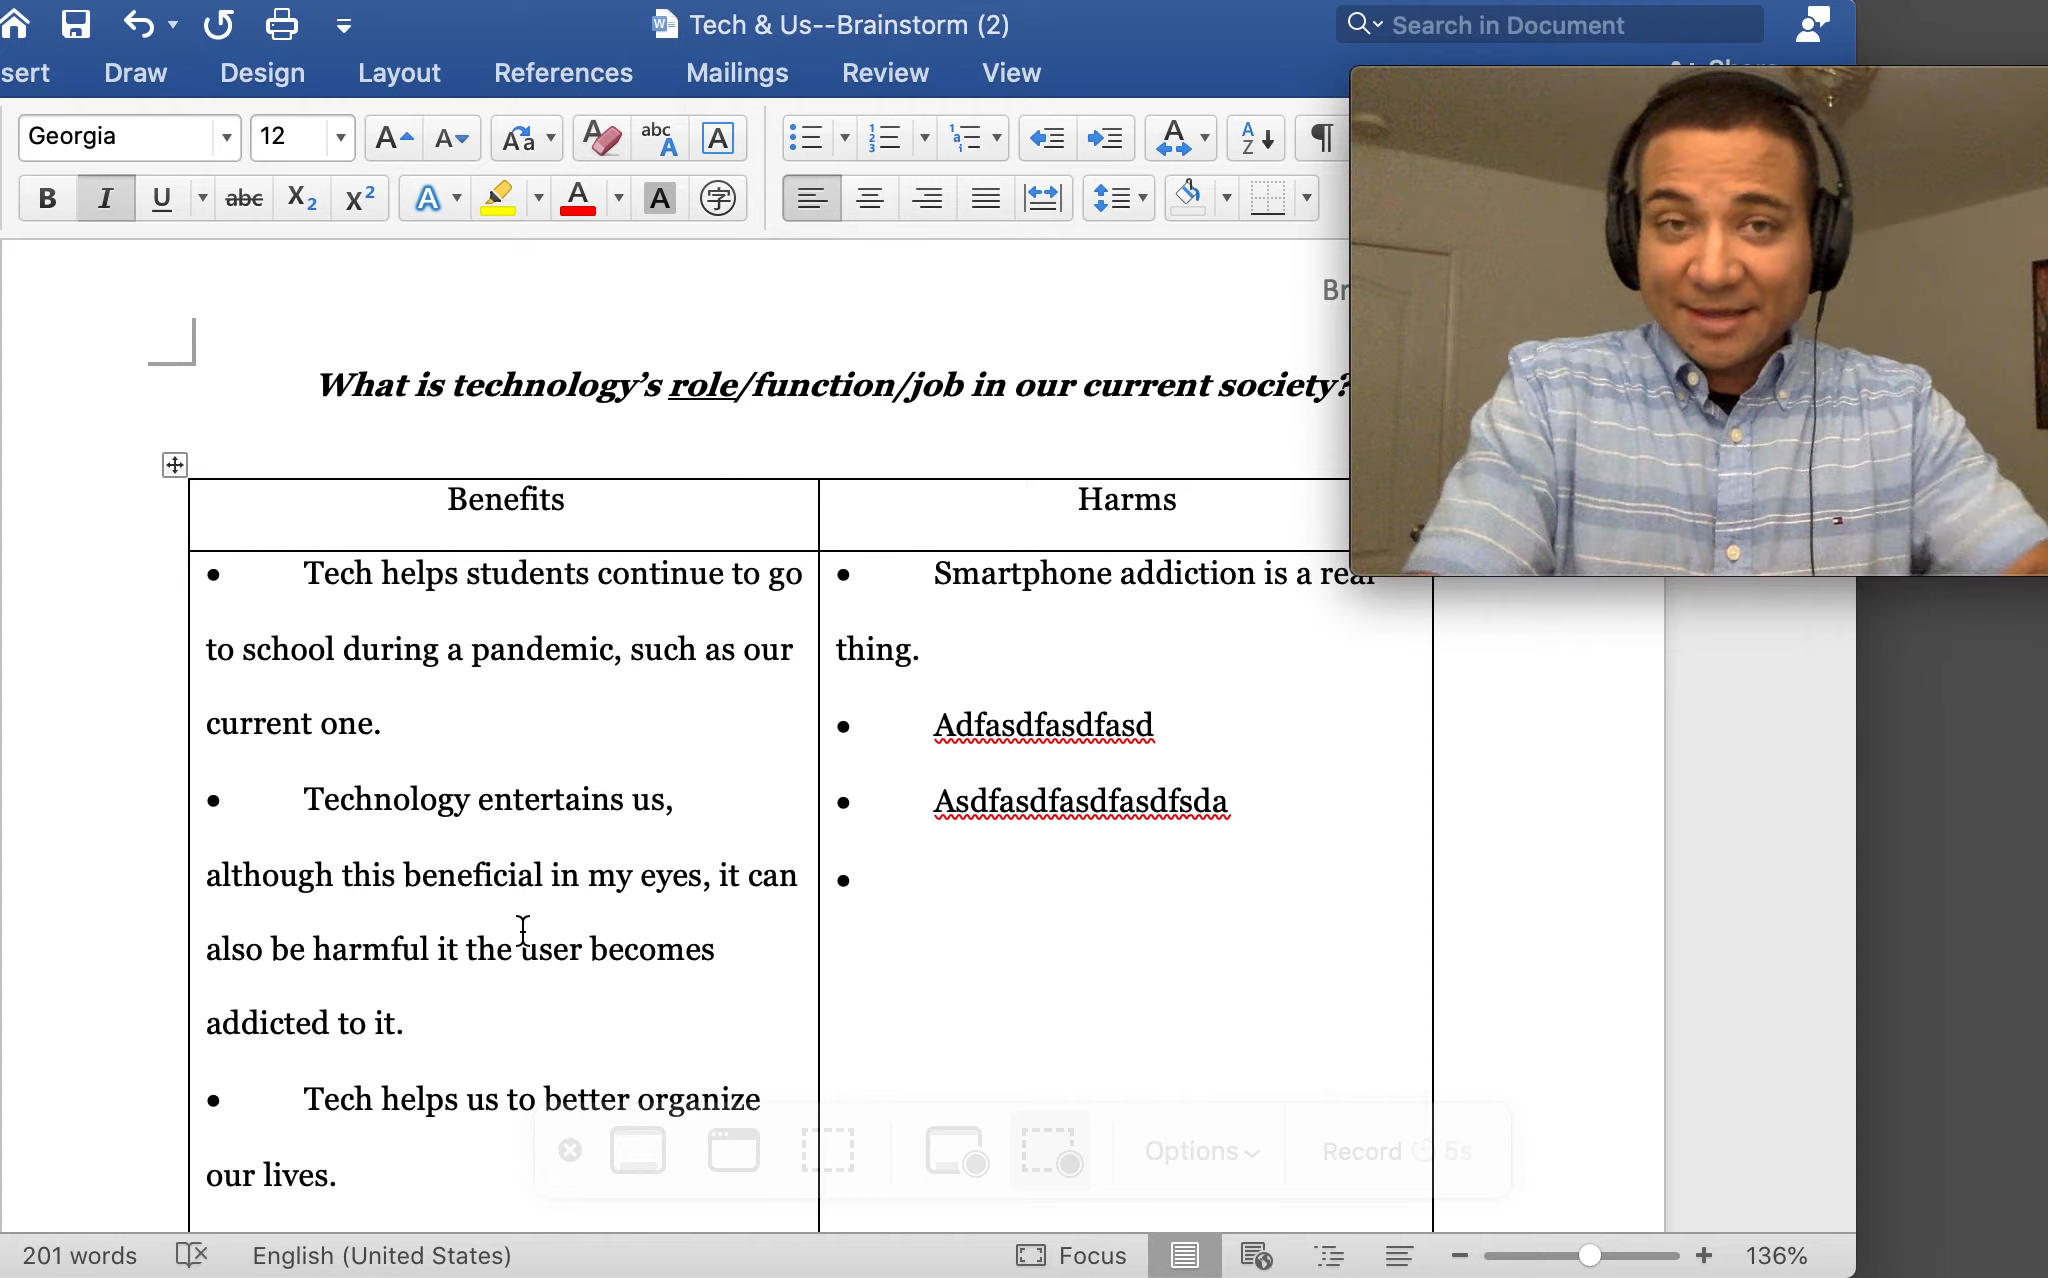 Tech & Us--Brainstorm (2)
Search in Document
sert Draw Design Layout References Mailings Review View
Georgia 12
What is technology’s role/function/job in our current society?
Benefits
Harms
• Tech helps students continue to go
to school during a pandemic, such as our
current one.
• Technology entertains us,
although this beneficial in my eyes, it can
also be harmful it the user becomes
addicted to it.
• Tech helps us to better organize
our lives.
• Smartphone addiction is a real
thing.
• Adfasdfasdfasd
• Asdfasdfasdfasdfsda
•
Options Record 5s
201 words English (United States) Focus 136%